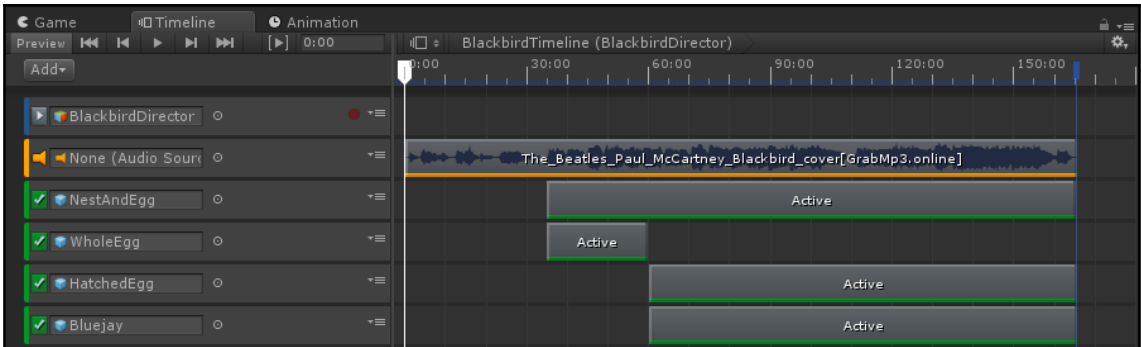 Game Timeline Animation
Preview 0:00 BlackbirdTimeline (BlackbirdDirector)
Add 0:00 30:00 60:00 90:00 120:00 150:00
BlackbirdDirector
None (Audio Sour The_Beatles_Paul_McCartney_Blackbird_cover[GrabMp3.online]
NestAndEgg Active
WholeEgg Active
HatchedEgg Active
Bluejay Active